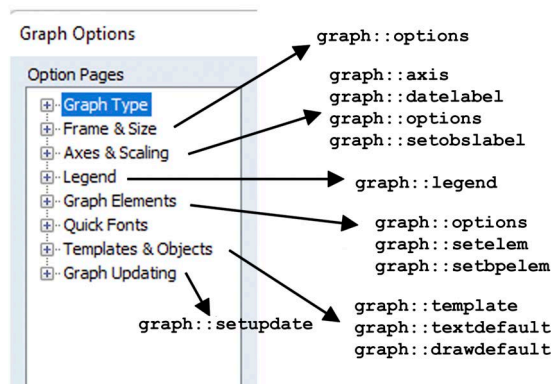 Graph Options
Option Pages
Graph Type
Frame & Size
Axes & Scaling
Legend
Graph Elements
Quick Fonts
Templates & Objects
Graph Updating
graph::options
graph::axis
graph::datelabel
graph::options
graph::setobslabel
graph::legend
graph::options
graph::setelem
graph::setbpelem
graph::template
graph::textdefault
graph::drawdefault
graph::setupdate